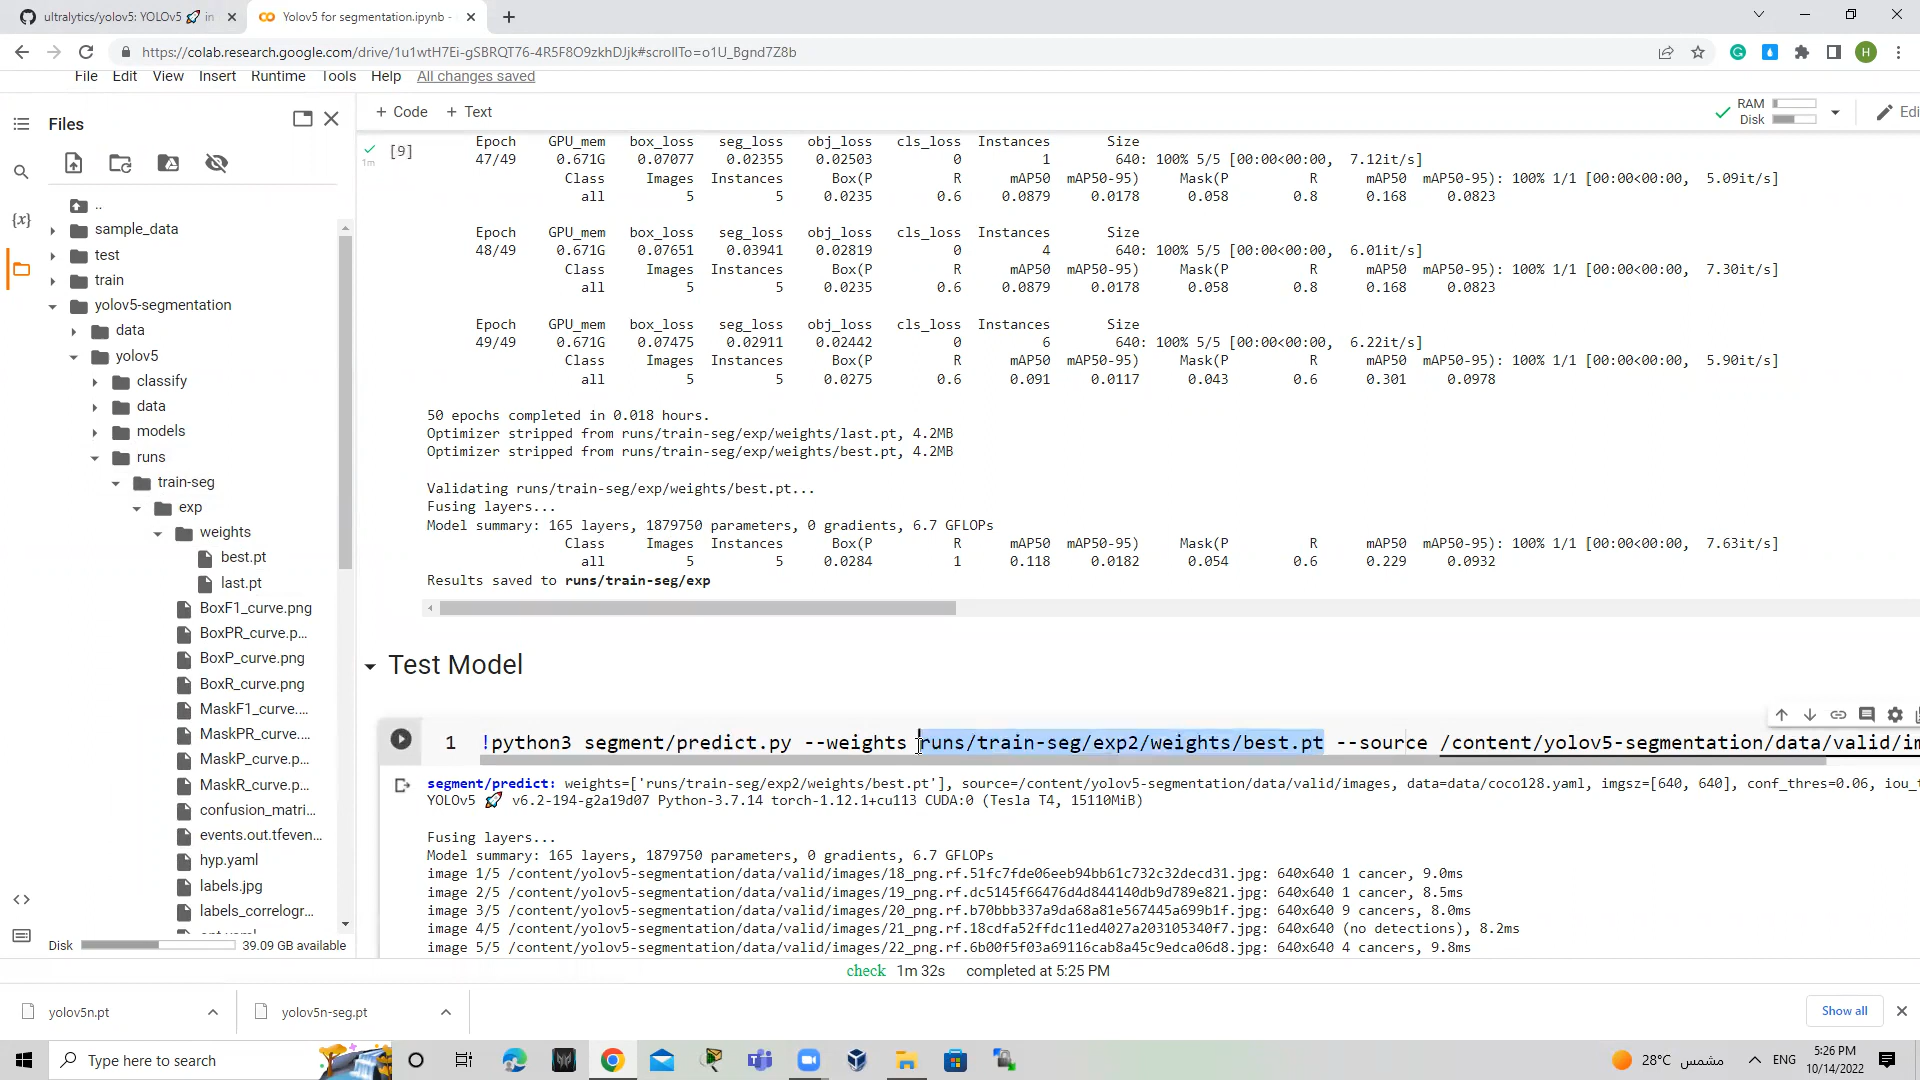 ultralytics/yolov5: YOLOv5 🚀 in
Yolov5 for segmentation.ipynb -
https://colab.research.google.com/drive/1u1wtH7Ei-gSBRQT76-4R5F8O9zkhDJjk#scrollTo=o1U_Bgnd7Z8b
H
File Edit View Insert Runtime Tools Help All changes saved
Files
+ Code + Text
RAM
Disk
Edi
..
sample_data
test
train
yolov5-segmentation
data
yolov5
classify
data
models
runs
train-seg
exp
weights
best.pt
last.pt
BoxF1_curve.png
BoxPR_curve.p...
BoxP_curve.png
BoxR_curve.png
MaskF1_curve....
MaskPR_curve....
MaskP_curve.p...
MaskR_curve.p...
confusion_matri...
events.out.tfeven...
hyp.yaml
labels.jpg
labels_correlogr...
Disk 39.09 GB available
{x}
<>
1m
[9]
Epoch GPU_mem box_loss seg_loss obj_loss cls_loss Instances Size
47/49 0.671G 0.07077 0.02355 0.02503 0 1 640: 100% 5/5 [00:00<00:00, 7.12it/s]
Class Images Instances Box(P R mAP50 mAP50-95) Mask(P R mAP50 mAP50-95): 100% 1/1 [00:00<00:00, 5.09it/s]
all 5 5 0.0235 0.6 0.0879 0.0178 0.058 0.8 0.168 0.0823
Epoch GPU_mem box_loss seg_loss obj_loss cls_loss Instances Size
48/49 0.671G 0.07651 0.03941 0.02819 0 4 640: 100% 5/5 [00:00<00:00, 6.01it/s]
Class Images Instances Box(P R mAP50 mAP50-95) Mask(P R mAP50 mAP50-95): 100% 1/1 [00:00<00:00, 7.30it/s]
all 5 5 0.0235 0.6 0.0879 0.0178 0.058 0.8 0.168 0.0823
Epoch GPU_mem box_loss seg_loss obj_loss cls_loss Instances Size
49/49 0.671G 0.07475 0.02911 0.02442 0 6 640: 100% 5/5 [00:00<00:00, 6.22it/s]
Class Images Instances Box(P R mAP50 mAP50-95) Mask(P R mAP50 mAP50-95): 100% 1/1 [00:00<00:00, 5.90it/s]
all 5 5 0.0275 0.6 0.091 0.0117 0.043 0.6 0.301 0.0978
50 epochs completed in 0.018 hours.
Optimizer stripped from runs/train-seg/exp/weights/last.pt, 4.2MB
Optimizer stripped from runs/train-seg/exp/weights/best.pt, 4.2MB
Validating runs/train-seg/exp/weights/best.pt...
Fusing layers...
Model summary: 165 layers, 1879750 parameters, 0 gradients, 6.7 GFLOPs
Class Images Instances Box(P R mAP50 mAP50-95) Mask(P R mAP50 mAP50-95): 100% 1/1 [00:00<00:00, 7.63it/s]
all 5 5 0.0284 1 0.118 0.0182 0.054 0.6 0.229 0.0932
Results saved to runs/train-seg/exp
Test Model
1 !python3 segment/predict.py --weights runs/train-seg/exp2/weights/best.pt --source /content/yolov5-segmentation/data/valid/im
segment/predict: weights=['runs/train-seg/exp2/weights/best.pt'], source=/content/yolov5-segmentation/data/valid/images, data=data/coco128.yaml, imgsz=[640, 640], conf_thres=0.06, iou_t
YOLOv5 🚀 v6.2-194-g2a19d07 Python-3.7.14 torch-1.12.1+cu113 CUDA:0 (Tesla T4, 15110MiB)
Fusing layers...
Model summary: 165 layers, 1879750 parameters, 0 gradients, 6.7 GFLOPs
image 1/5 /content/yolov5-segmentation/data/valid/images/18_png.rf.51fc7fde06eeb94bb61c732c32decd31.jpg: 640x640 1 cancer, 9.0ms
image 2/5 /content/yolov5-segmentation/data/valid/images/19_png.rf.dc5145f66476d4d844140db9d789e821.jpg: 640x640 1 cancer, 8.5ms
image 3/5 /content/yolov5-segmentation/data/valid/images/20_png.rf.b70bbb337a9da68a81e567445a699b1f.jpg: 640x640 9 cancers, 8.0ms
image 4/5 /content/yolov5-segmentation/data/valid/images/21_png.rf.18cdfa52ffdc11ed4027a203105340f7.jpg: 640x640 (no detections), 8.2ms
image 5/5 /content/yolov5-segmentation/data/valid/images/22_png.rf.6b00f5f03a69116cab8a45c9edca06d8.jpg: 640x640 4 cancers, 9.8ms
check 1m 32s completed at 5:25 PM
yolov5n.pt
yolov5n-seg.pt
Show all
Type here to search
28°C مشمس
ENG
5:26 PM
10/14/2022